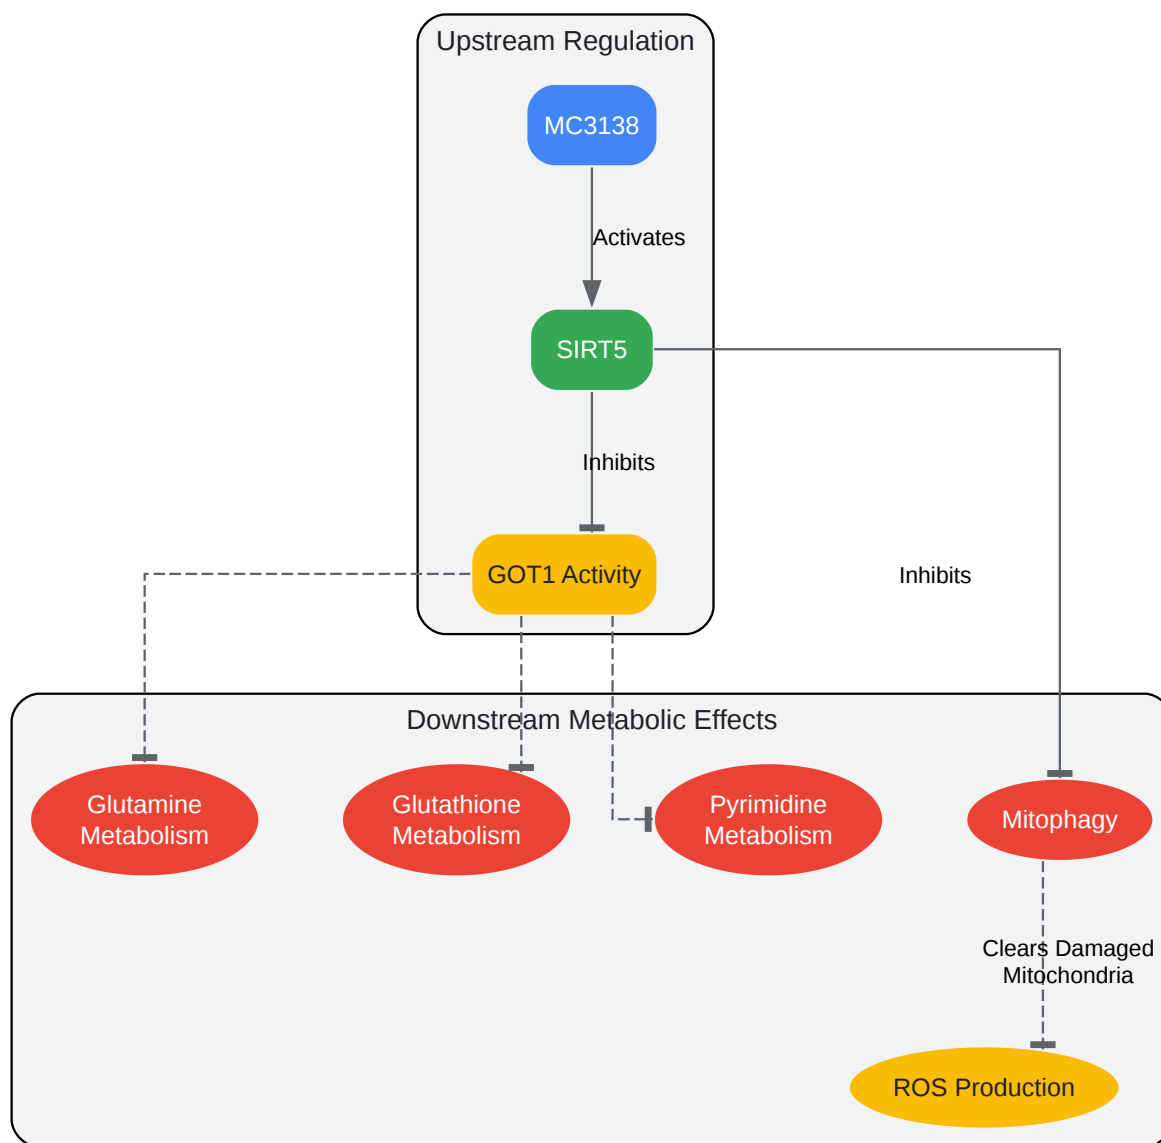 Upstream Regulation
MC3138
Activates
SIRT5
Inhibits
GOT1 Activity
Inhibits
Downstream Metabolic Effects
Glutamine
Metabolism
Glutathione
Metabolism
Pyrimidine
Metabolism
Mitophagy
Clears Damaged
Mitochondria
ROS Production